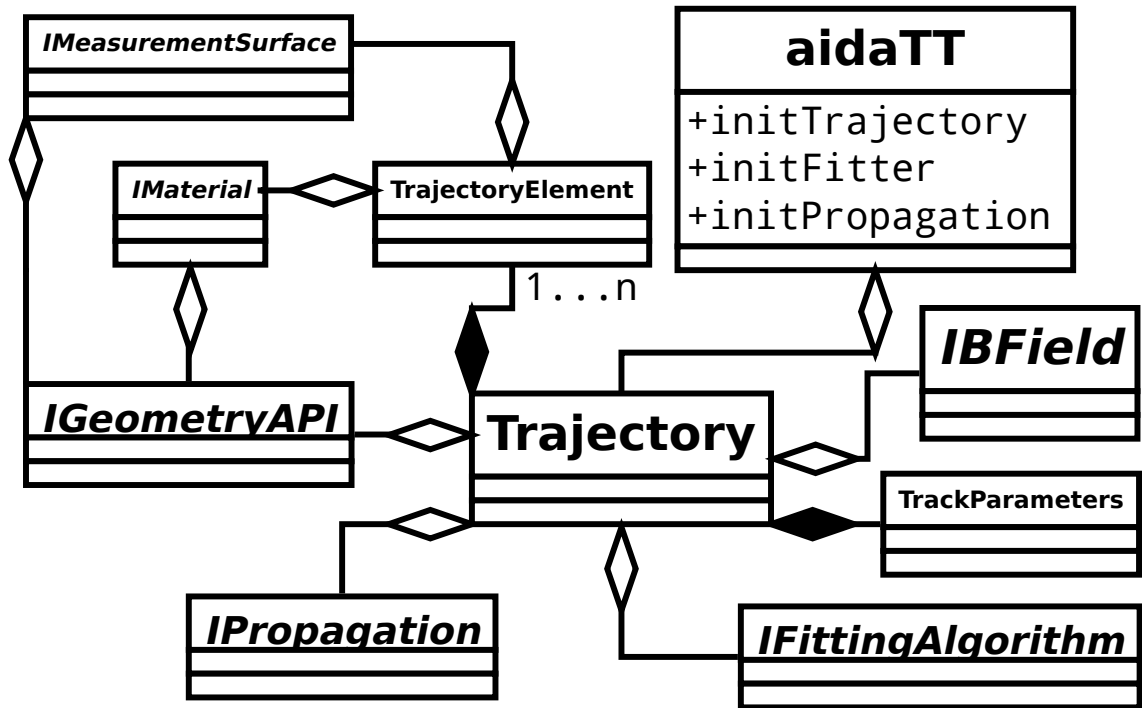 IMeasurementSurface
aidaTT
+initTrajectory
+initFitter
+initPropagation
IMaterial
TrajectoryElement
1...n
IBField
IGeometryAPI
Trajectory
TrackParameters
IPropagation
IFittingAlgorithm